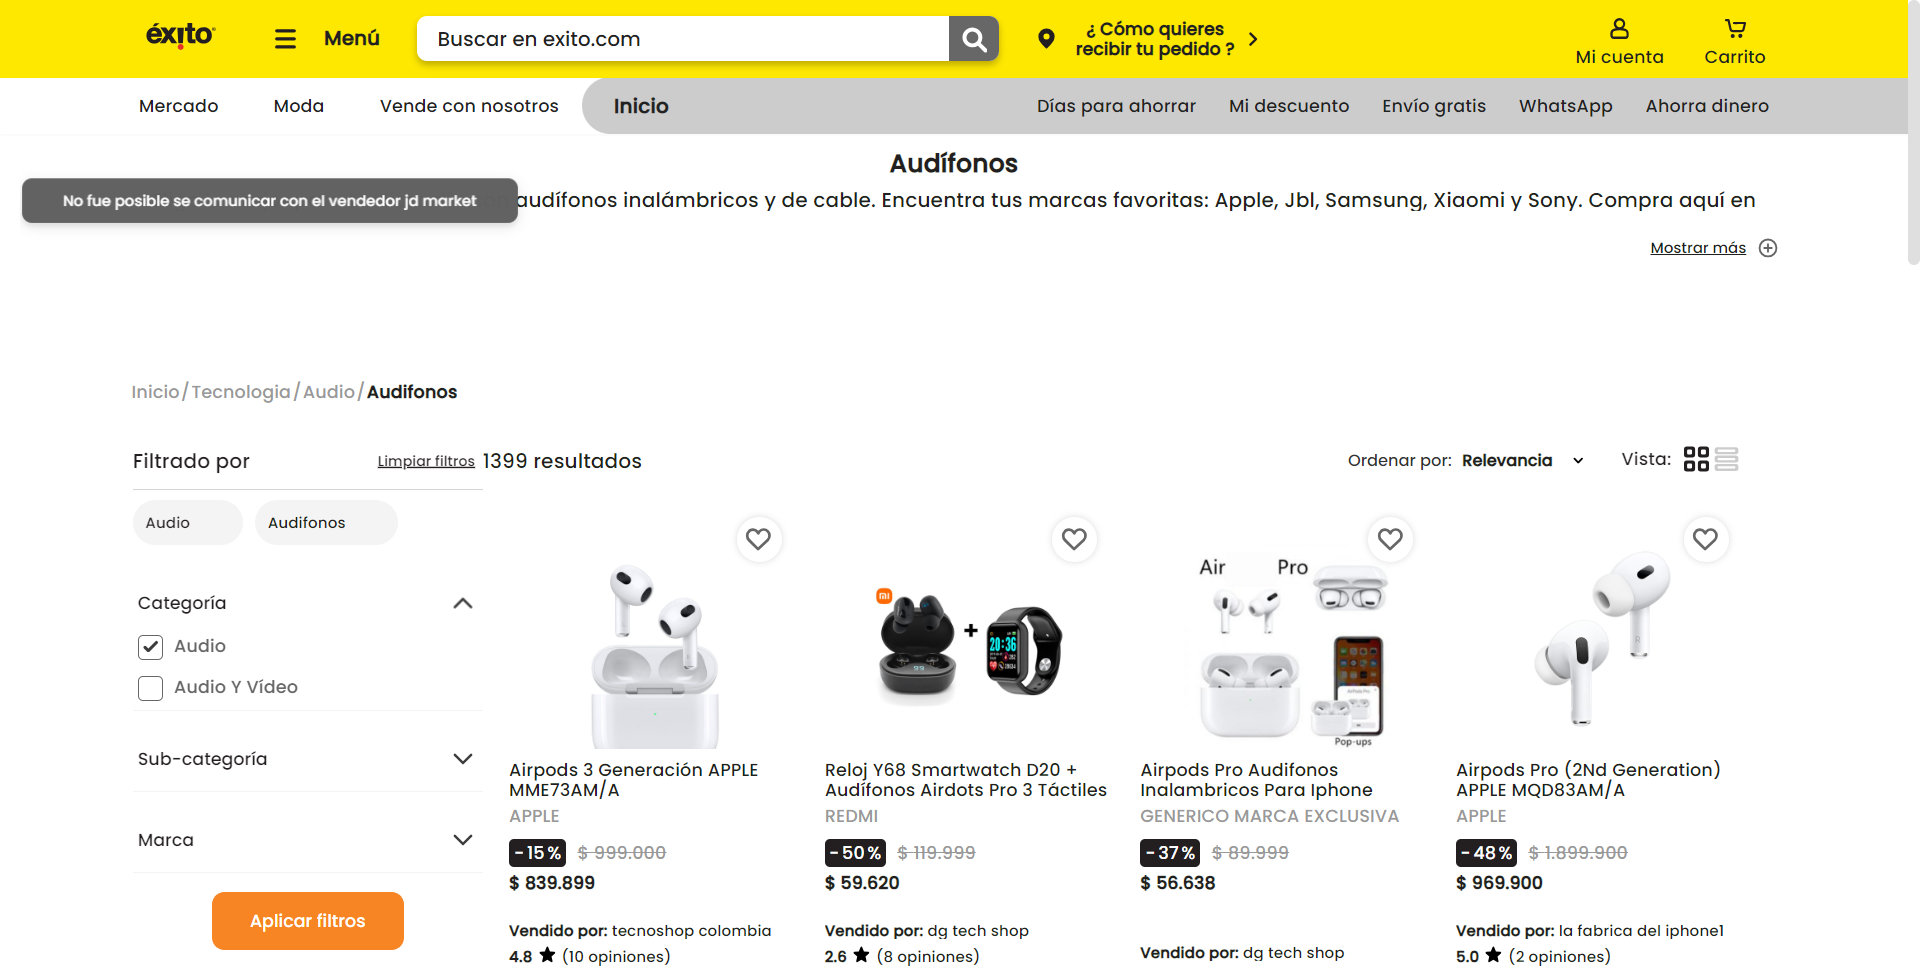 éxito
Menú
Buscar en exito.com
¿ Cómo quieres
recibir tu pedido ?
Mi cuenta
Carrito
Mercado
Moda
Vende con nosotros
Inicio
Días para ahorrar
Mi descuento
Envío gratis
WhatsApp
Ahorra dinero
Audífonos
No fue posible se comunicar con el vendedor jd market
audífonos inalámbricos y de cable. Encuentra tus marcas favoritas: Apple, Jbl, Samsung, Xiaomi y Sony. Compra aquí en
Mostrar más
Inicio/Tecnologia/Audio/Audifonos
Filtrado por
Limpiar filtros
1399 resultados
Ordenar por: Relevancia
Vista:
Audio
Audifonos
Categoría
Audio
Audio Y Vídeo
Sub-categoría
Marca
Aplicar filtros
Airpods 3 Generación APPLE
MME73AM/A
APPLE
-15% $ 999.000
$ 839.899
Vendido por: tecnoshop colombia
4.8 ★ (10 opiniones)
mi
+
20:36
Reloj Y68 Smartwatch D20 +
Audífonos Airdots Pro 3 Táctiles
REDMI
-50% $ 119.999
$ 59.620
Vendido por: dg tech shop
2.6 ★ (8 opiniones)
Air Pro
Pop-ups
Airpods Pro Audifonos
Inalambricos Para Iphone
GENERICO MARCA EXCLUSIVA
-37% $ 89.999
$ 56.638
Vendido por: dg tech shop
Airpods Pro (2Nd Generation)
APPLE MQD83AM/A
APPLE
-48% $ 1.899.900
$ 969.900
Vendido por: la fabrica del iphone1
5.0 ★ (2 opiniones)